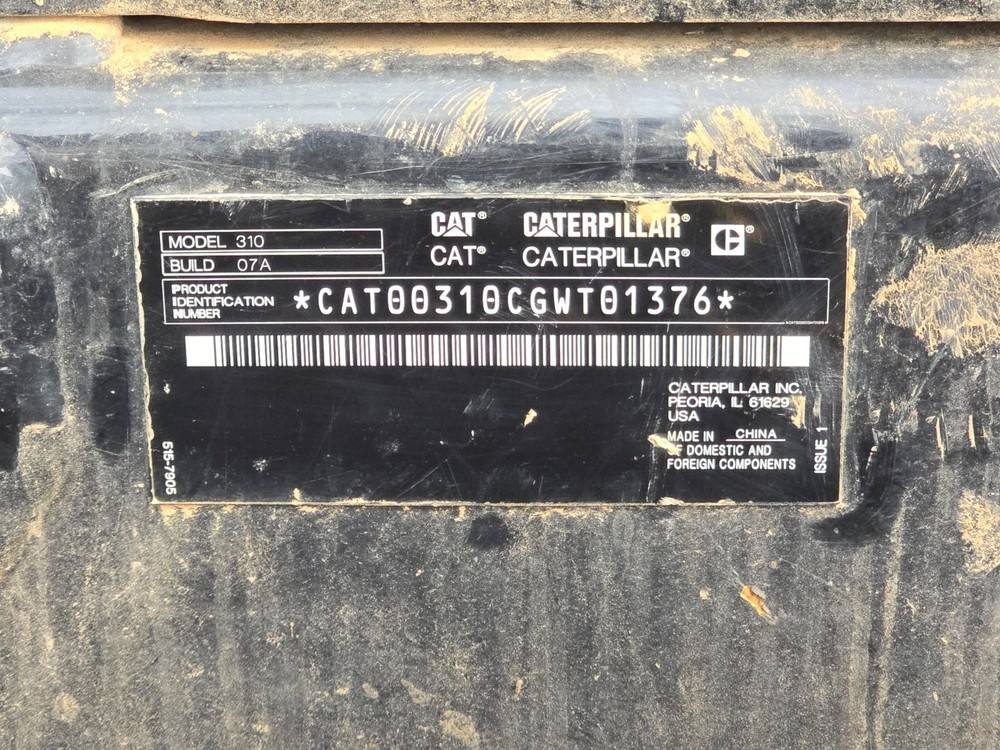 MODEL 310
BUILD 07A
CAT® CATERPILLAR®
CAT® CATERPILLAR®
PRODUCT
IDENTIFICATION
NUMBER
*CAT00310CGWT01376*
CATERPILLAR INC.
PEORIA, IL 61629
USA
MADE IN CHINA
OF DOMESTIC AND
FOREIGN COMPONENTS
515-7905
ISSUE 1